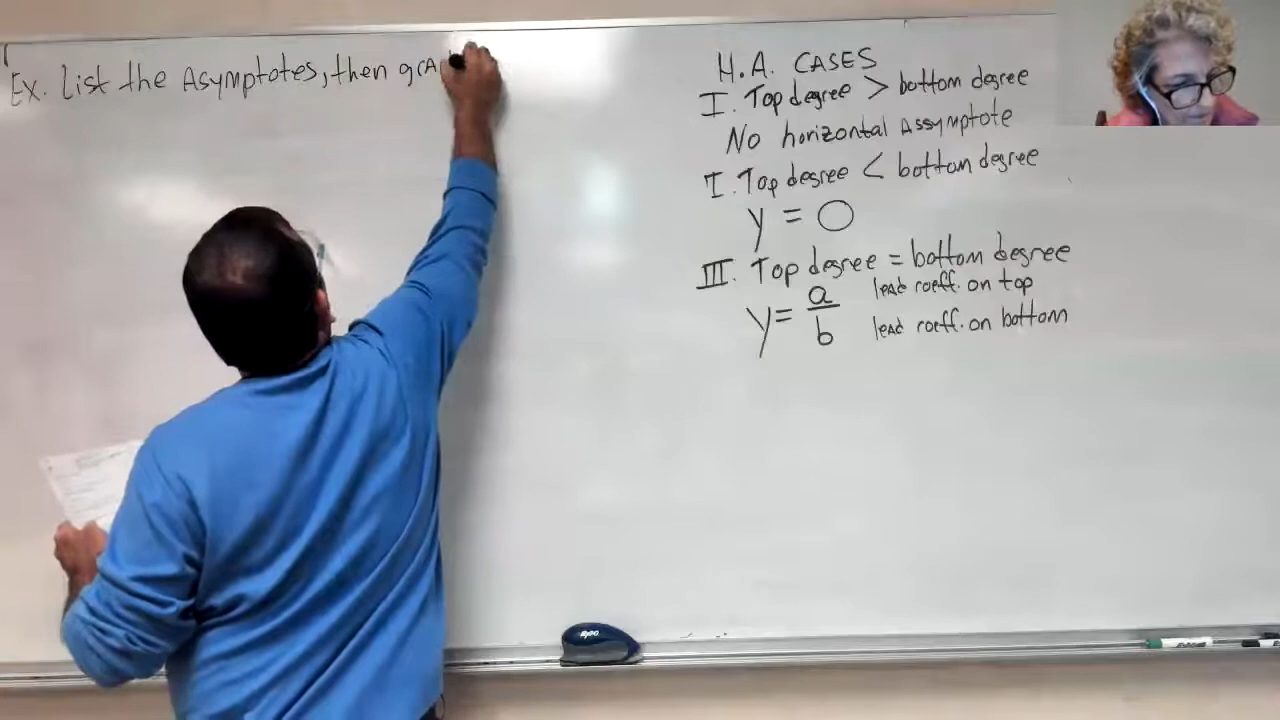 Ex. List the Asymptotes, then gra
H.A. CASES
I. Top degree > bottom degree
No horizontal Assymptote
I. Top degree < bottom degree
y = 0
III. Top degree = bottom degree
y = a/b
lead coeff. on top
lead coeff. on bottom
expo